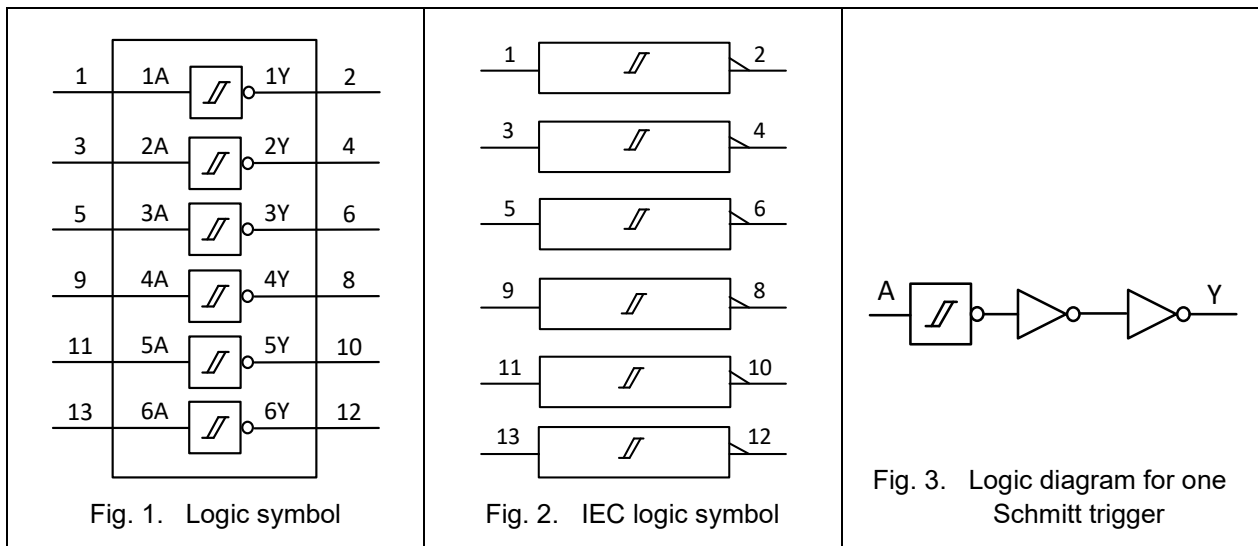 1 1A 1Y 2
3 2A 2Y 4
5 3A 3Y 6
9 4A 4Y 8
11 5A 5Y 10
13 6A 6Y 12
Fig. 1. Logic symbol
1 2
3 4
5 6
9 8
11 10
13 12
Fig. 2. IEC logic symbol
A Y
Fig. 3. Logic diagram for one
Schmitt trigger